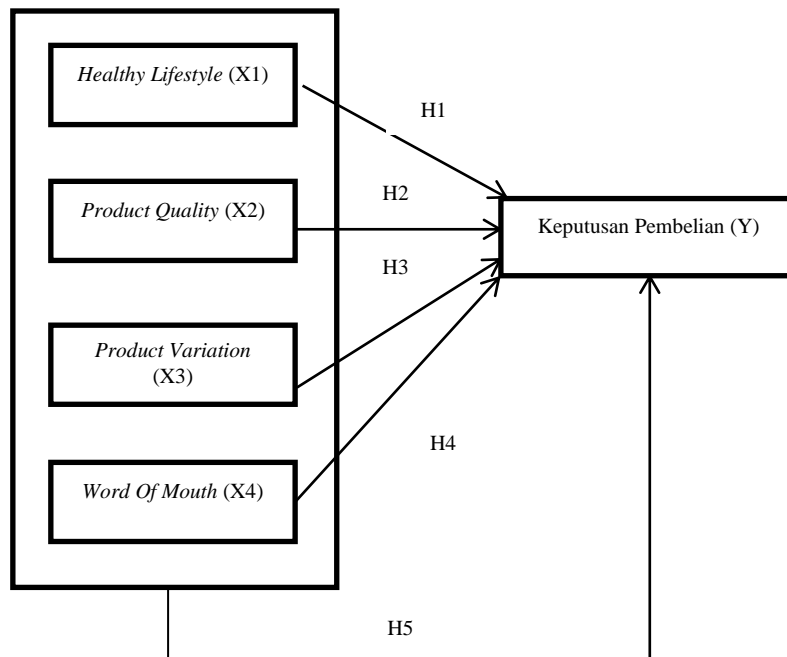 Healthy Lifestyle (X1)
H1
Product Quality (X2)
H2
Keputusan Pembelian (Y)
H3
Product Variation
(X3)
H4
Word Of Mouth (X4)
H5